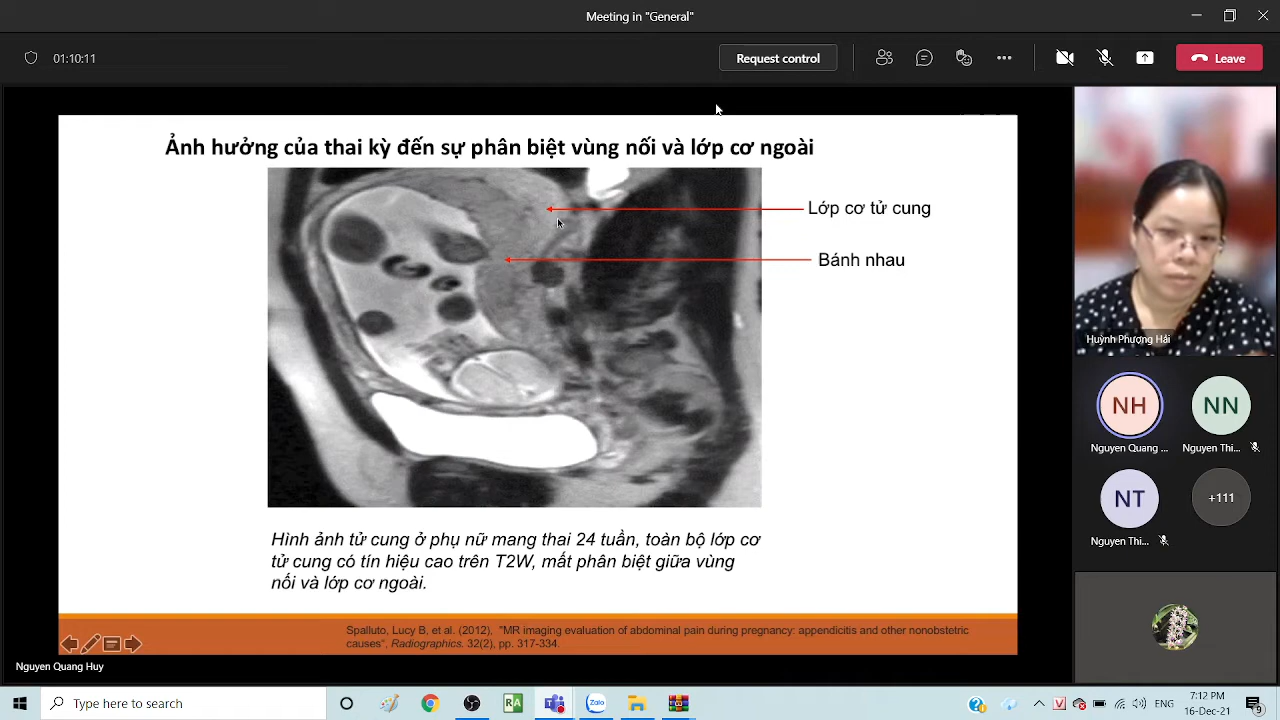 Meeting in "General"
01:10:11
Request control
Leave
Ảnh hưởng của thai kỳ đến sự phân biệt vùng nối và lớp cơ ngoài
Lớp cơ tử cung
Bánh nhau
Hình ảnh tử cung ở phụ nữ mang thai 24 tuần, toàn bộ lớp cơ
tử cung có tín hiệu cao trên T2W, mất phân biệt giữa vùng
nối và lớp cơ ngoài.
Spalluto, Lucy B, et al. (2012), "MR imaging evaluation of abdominal pain during pregnancy: appendicitis and other nonobstetric
causes", Radiographics. 32(2), pp. 317-334.
Nguyen Quang Huy
Huỳnh Phượng Hải
NH
NN
Nguyen Quang ...
Nguyen Thi...
NT
+111
Nguyen Thi...
Type here to search
RA
Zalo
V
ENG
7:12 PM
16-Dec-21
9